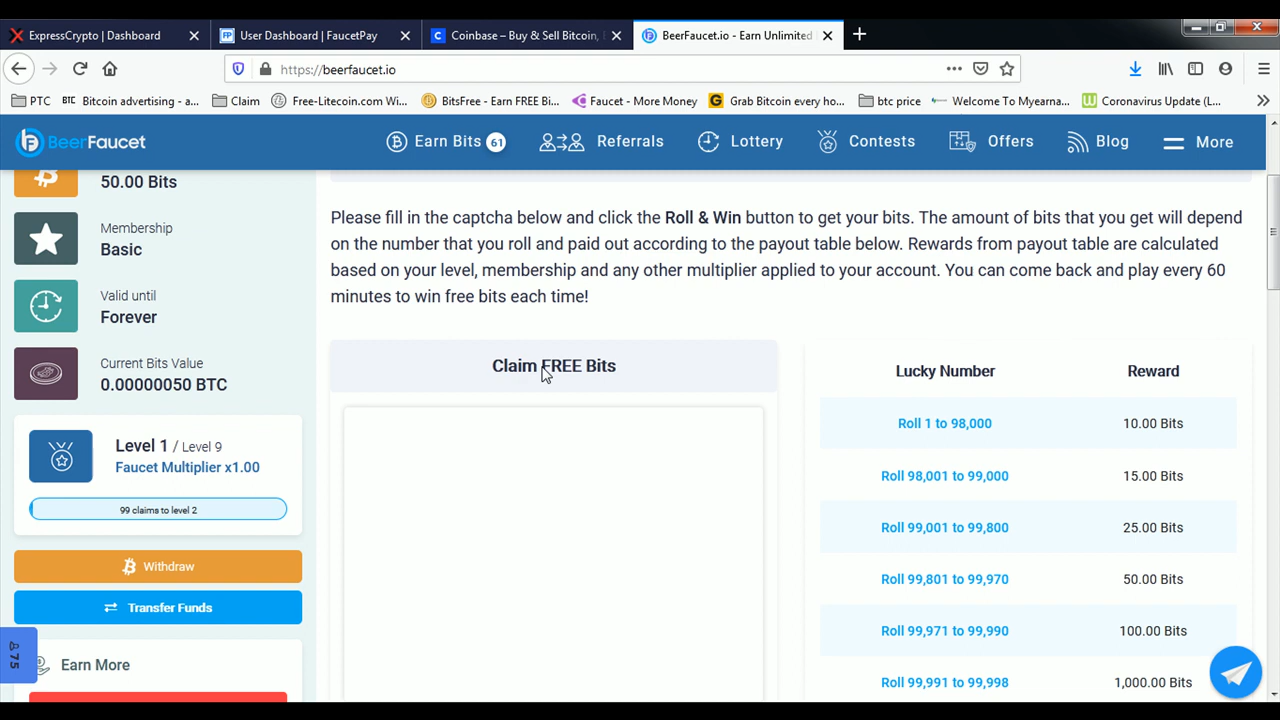 ExpressCrypto | Dashboard
User Dashboard | FaucetPay
Coinbase– Buy & Sell Bitcoin,
BeerFaucet.io - Earn Unlimited
https://beerfaucet.io
PTC
BTC Bitcoin advertising - a...
Claim
Free-Litecoin.com Wi...
BitsFree - Earn FREE Bi...
Faucet - More Money
Grab Bitcoin every ho...
btc price
Welcome To Myearna...
Coronavirus Update (L...
BeerFaucet
Earn Bits 61
Referrals
Lottery
Contests
Offers
Blog
More
50.00 Bits
Membership
Basic
Valid until
Forever
Current Bits Value
0.00000050 BTC
Level 1 / Level 9
Faucet Multiplier x1.00
99 claims to level 2
Withdraw
Transfer Funds
75
Earn More
Please fill in the captcha below and click the Roll & Win button to get your bits. The amount of bits that you get will depend
on the number that you roll and paid out according to the payout table below. Rewards from payout table are calculated
based on your level, membership and any other multiplier applied to your account. You can come back and play every 60
minutes to win free bits each time!
Claim FREE Bits
Lucky Number Reward
Roll 1 to 98,000 10.00 Bits
Roll 98,001 to 99,000 15.00 Bits
Roll 99,001 to 99,800 25.00 Bits
Roll 99,801 to 99,970 50.00 Bits
Roll 99,971 to 99,990 100.00 Bits
Roll 99,991 to 99,998 1,000.00 Bits